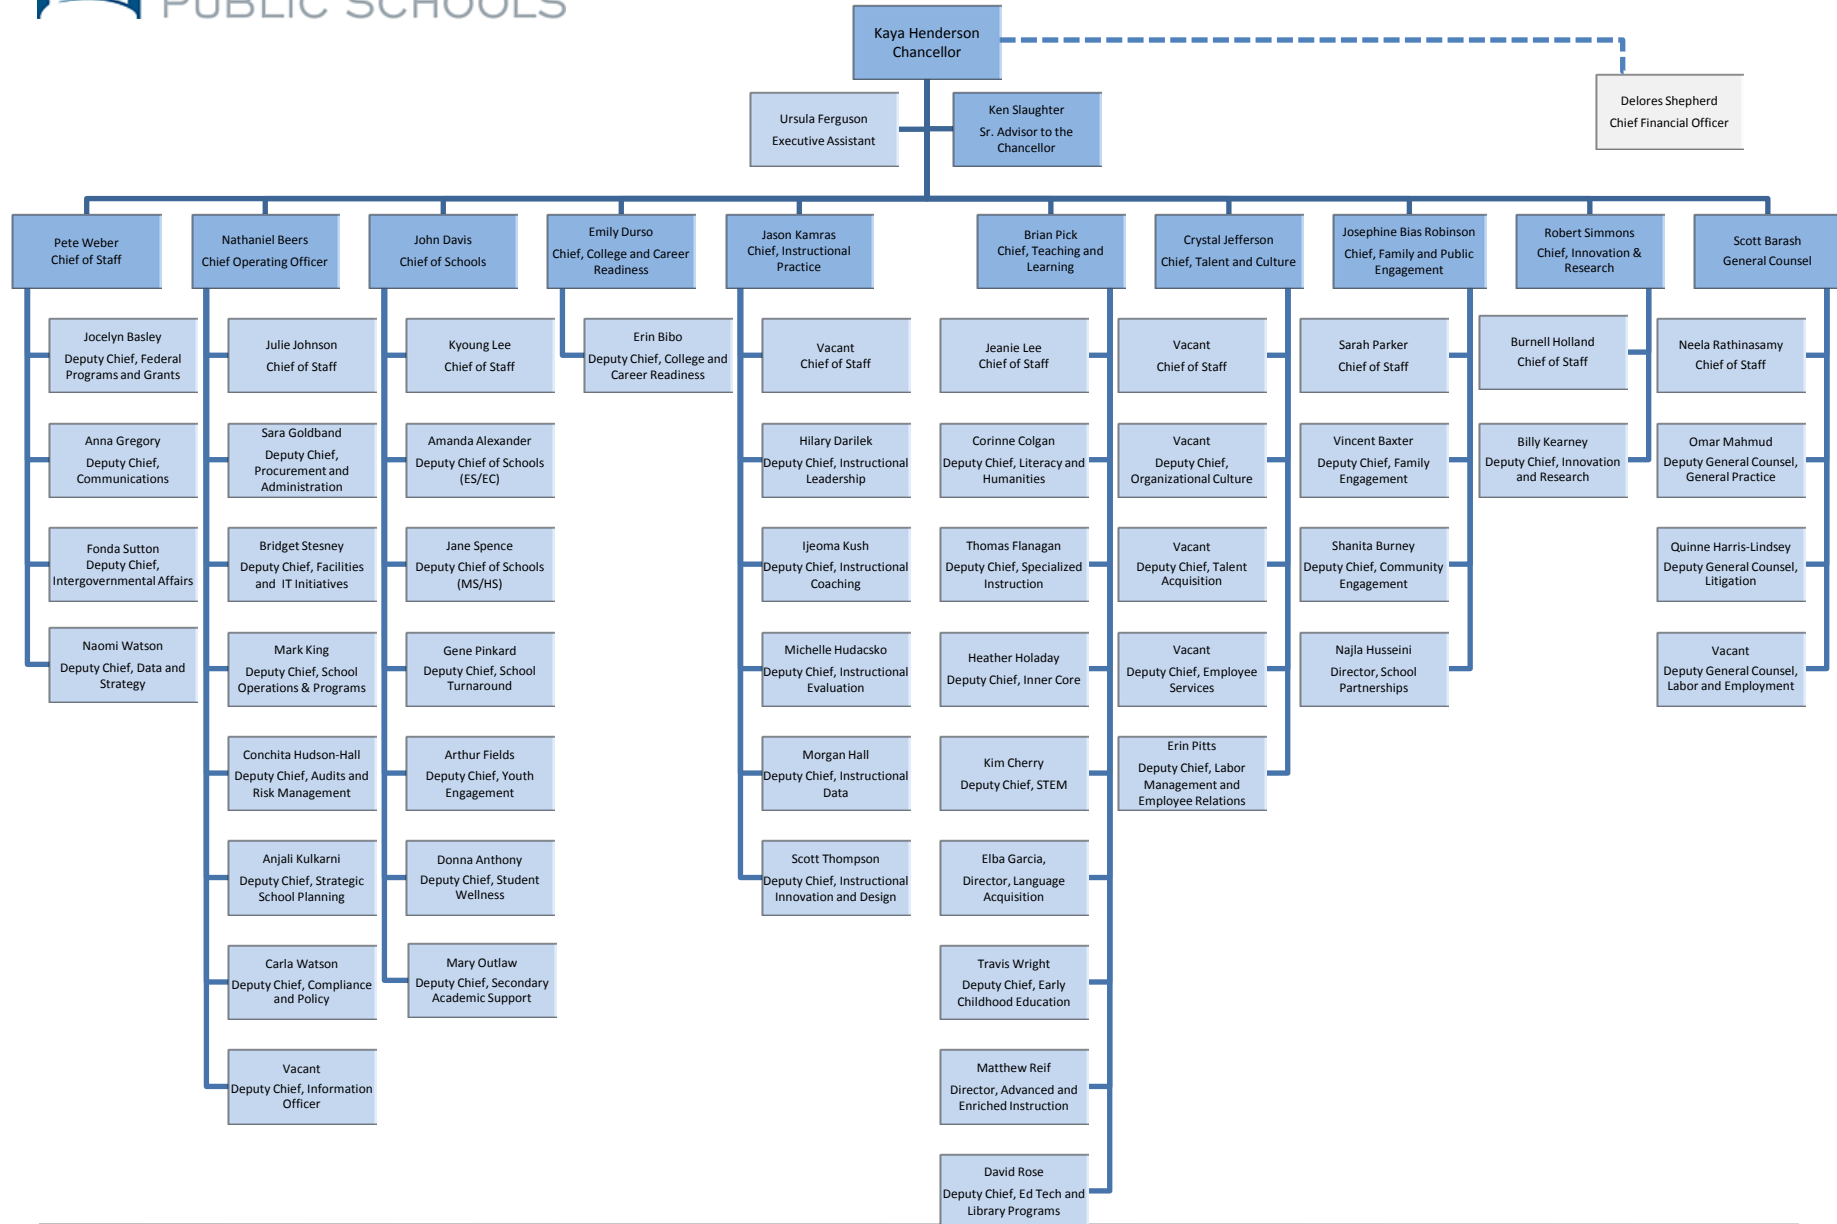 PUBLIC SCHOOLS
Kaya Henderson
Chancellor
Ursula Ferguson
Executive Assistant
Ken Slaughter
Sr. Advisor to the
Chancellor
Delores Shepherd
Chief Financial Officer
Pete Weber
Chief of Staff
Jocelyn Basley
Deputy Chief, Federal
Programs and Grants
Anna Gregory
Deputy Chief,
Communications
Fonda Sutton
Deputy Chief,
Intergovernmental Affairs
Naomi Watson
Deputy Chief, Data and
Strategy
Nathaniel Beers
Chief Operating Officer
Julie Johnson
Chief of Staff
Sara Goldband
Deputy Chief,
Procurement and
Administration
Bridget Stesney
Deputy Chief, Facilities
and IT Initiatives
Mark King
Deputy Chief, School
Operations & Programs
Conchita Hudson-Hall
Deputy Chief, Audits and
Risk Management
Anjali Kulkarni
Deputy Chief, Strategic
School Planning
Carla Watson
Deputy Chief, Compliance
and Policy
Vacant
Deputy Chief, Information
Officer
John Davis
Chief of Schools
Kyoung Lee
Chief of Staff
Amanda Alexander
Deputy Chief of Schools
(ES/EC)
Jane Spence
Deputy Chief of Schools
(MS/HS)
Gene Pinkard
Deputy Chief, School
Turnaround
Arthur Fields
Deputy Chief, Youth
Engagement
Donna Anthony
Deputy Chief, Student
Wellness
Mary Outlaw
Deputy Chief, Secondary
Academic Support
Emily Durso
Chief, College and Career
Readiness
Erin Bibo
Deputy Chief, College and
Career Readiness
Jason Kamras
Chief, Instructional
Practice
Vacant
Chief of Staff
Hilary Darilek
Deputy Chief, Instructional
Leadership
Ijeoma Kush
Deputy Chief, Instructional
Coaching
Michelle Hudacsko
Deputy Chief, Instructional
Evaluation
Morgan Hall
Deputy Chief, Instructional
Data
Scott Thompson
Deputy Chief, Instructional
Innovation and Design
Brian Pick
Chief, Teaching and
Learning
Jeanie Lee
Chief of Staff
Corinne Colgan
Deputy Chief, Literacy and
Humanities
Thomas Flanagan
Deputy Chief, Specialized
Instruction
Heather Holaday
Deputy Chief, Inner Core
Kim Cherry
Deputy Chief, STEM
Elba Garcia,
Director, Language
Acquisition
Travis Wright
Deputy Chief, Early
Childhood Education
Matthew Reif
Director, Advanced and
Enriched Instruction
David Rose
Deputy Chief, Ed Tech and
Library Programs
Crystal Jefferson
Chief, Talent and Culture
Vacant
Chief of Staff
Vacant
Deputy Chief,
Organizational Culture
Vacant
Deputy Chief, Talent
Acquisition
Vacant
Deputy Chief, Employee
Services
Erin Pitts
Deputy Chief, Labor
Management and
Employee Relations
Josephine Bias Robinson
Chief, Family and Public
Engagement
Sarah Parker
Chief of Staff
Vincent Baxter
Deputy Chief, Family
Engagement
Shanita Burney
Deputy Chief, Community
Engagement
Najla Husseini
Director, School
Partnerships
Robert Simmons
Chief, Innovation &
Research
Burnell Holland
Chief of Staff
Billy Kearney
Deputy Chief, Innovation
and Research
Scott Barash
General Counsel
Neela Rathinasamy
Chief of Staff
Omar Mahmud
Deputy General Counsel,
General Practice
Quinne Harris-Lindsey
Deputy General Counsel,
Litigation
Vacant
Deputy General Counsel,
Labor and Employment